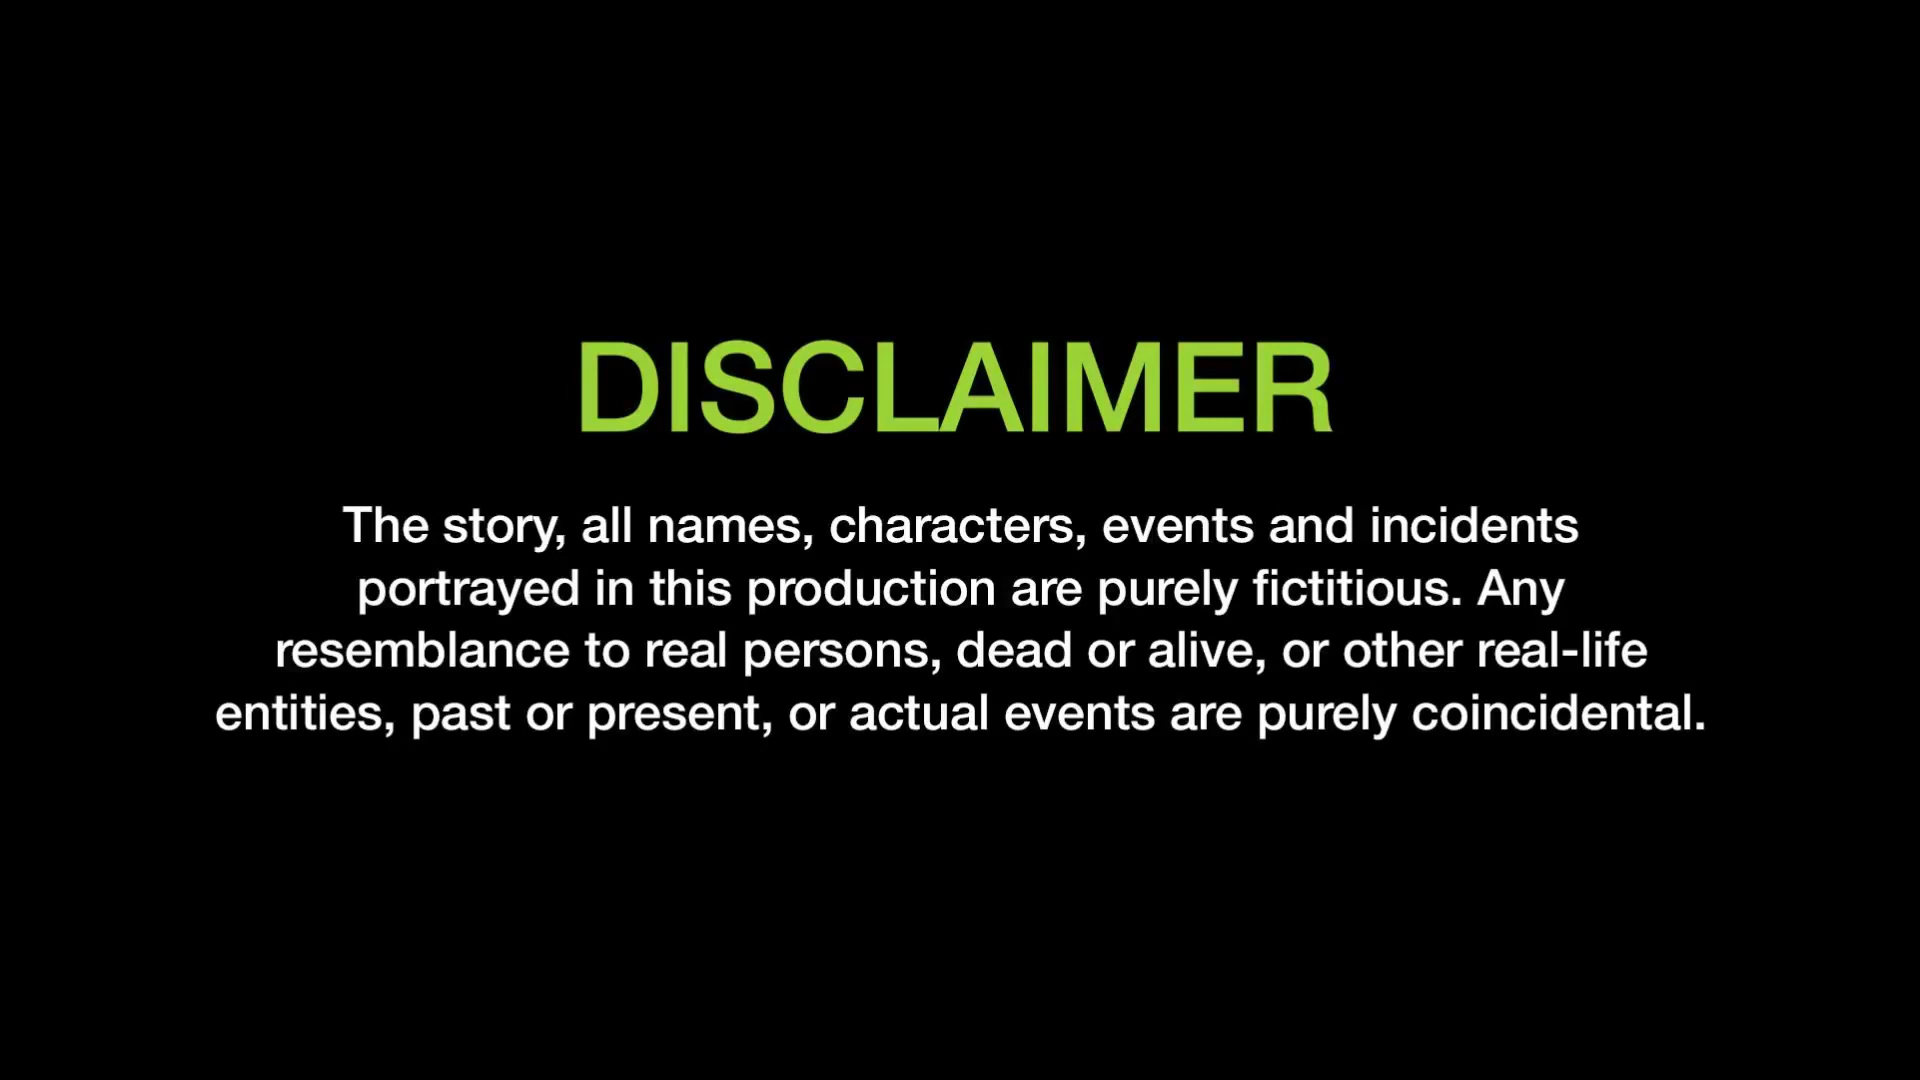 DISCLAIMER
The story, all names, characters, events and incidents
portrayed in this production are purely fictitious. Any
resemblance to real persons, dead or alive, or other real-life
entities, past or present, or actual events are purely coincidental.